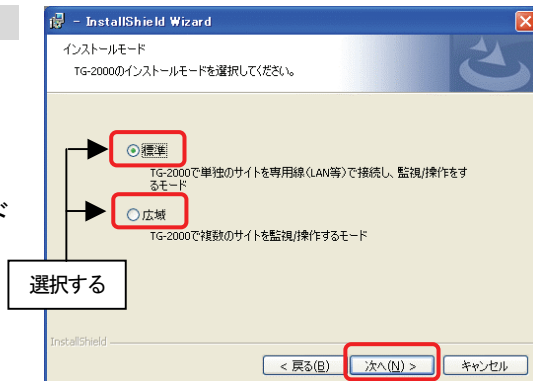 - InstallShield Wizard
インストールモード
TG-2000のインストールモードを選択してください。
標準
TG-2000で単独のサイトを専用線(LAN等)で接続し、監視/操作をす
るモード
ド
広域
TG-2000で複数のサイトを監視/操作するモード
選択する
InstallShield
< 戻る(B)
次へ(N) >
キャンセル